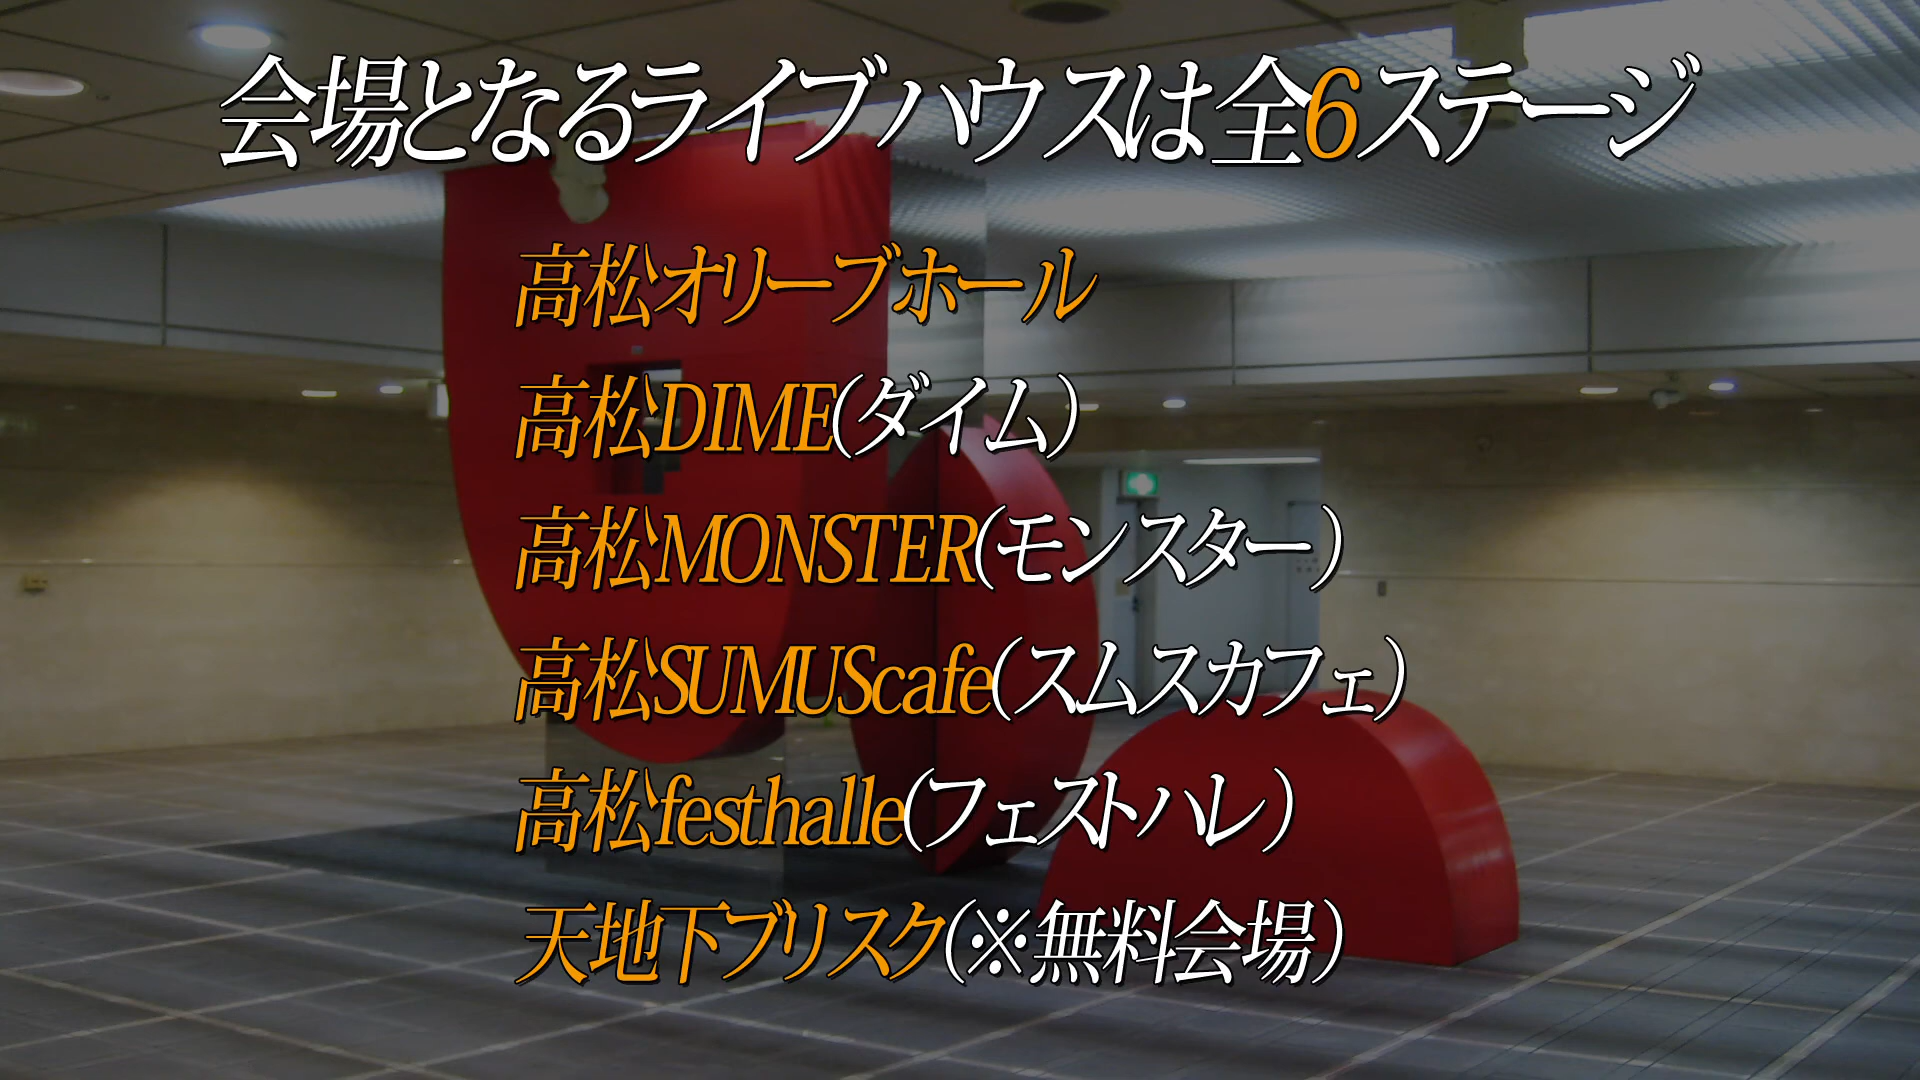 会場となるライブハウスは全6ステージ
高松オリーブホール
高松DIME(ダイム)
高松MONSTER(モンスター)
高松SUMUScafe(スムスカフェ)
高松festhalle(フェストハレ)
天地下ブリスク(※無料会場)